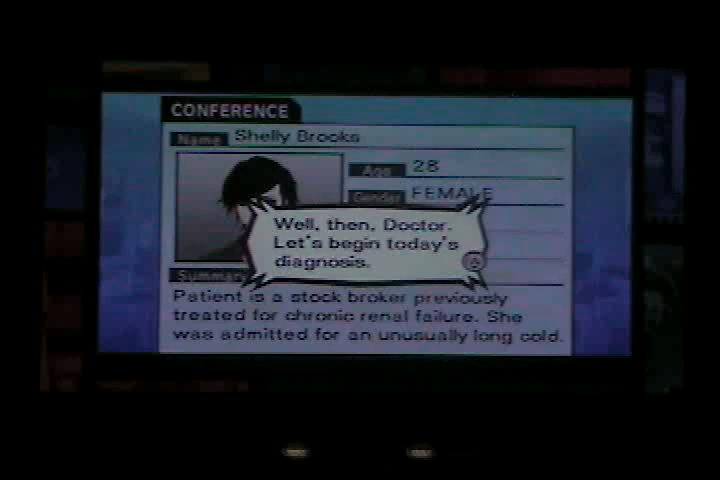 CONFERENCE
Name Shelly Brooks
Age 28
Gender FEMALE
Well, then, Doctor.
Let's begin today's
diagnosis.
Summary
Patient is a stock broker previously
treated for chronic renal failure. She
was admitted for an unusually long cold.